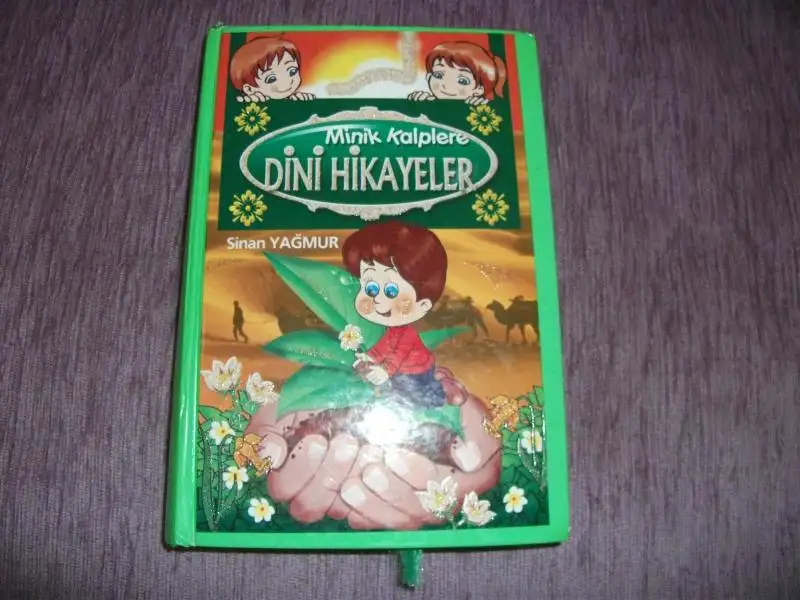 Minik Kalplere
DİNİ HİKAYELER
Sinan YAĞMUR